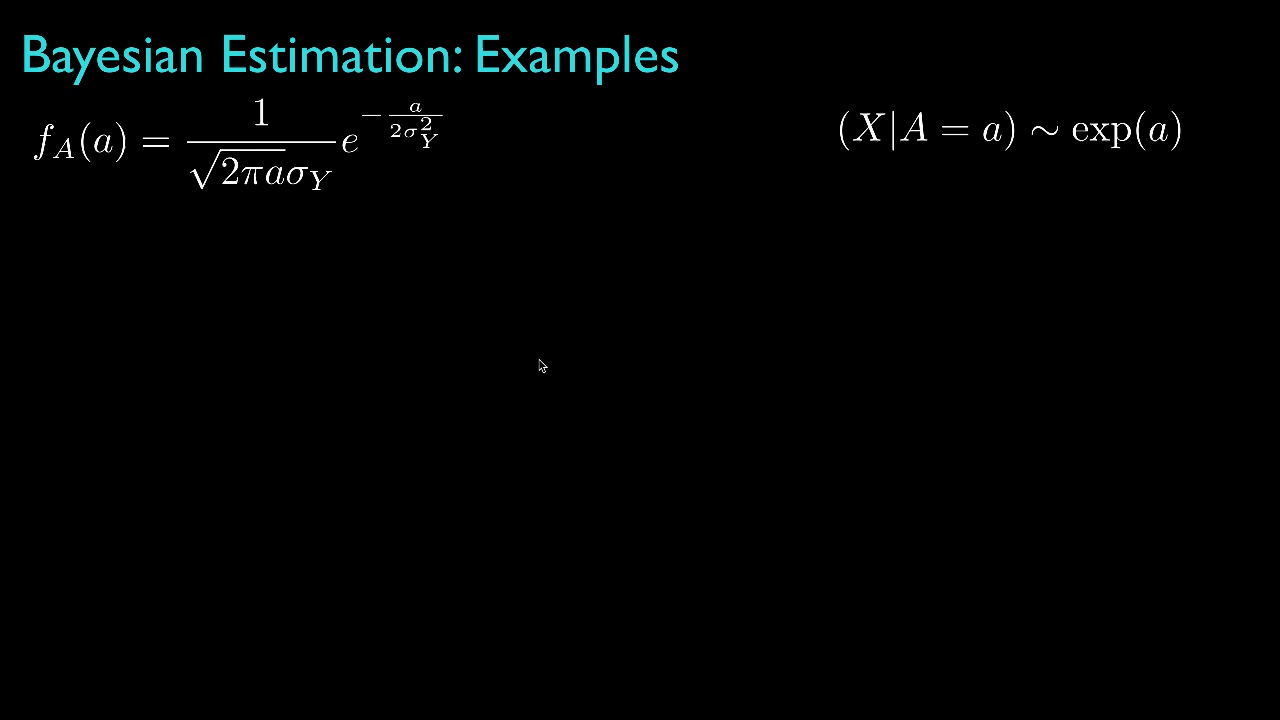 Bayesian Estimation: Examples
$f_A(a) = \frac{1}{\sqrt{2\pi a}\sigma_Y} e^{-\frac{a}{2\sigma_Y^2}}$
$(X|A = a) \sim \exp(a)$